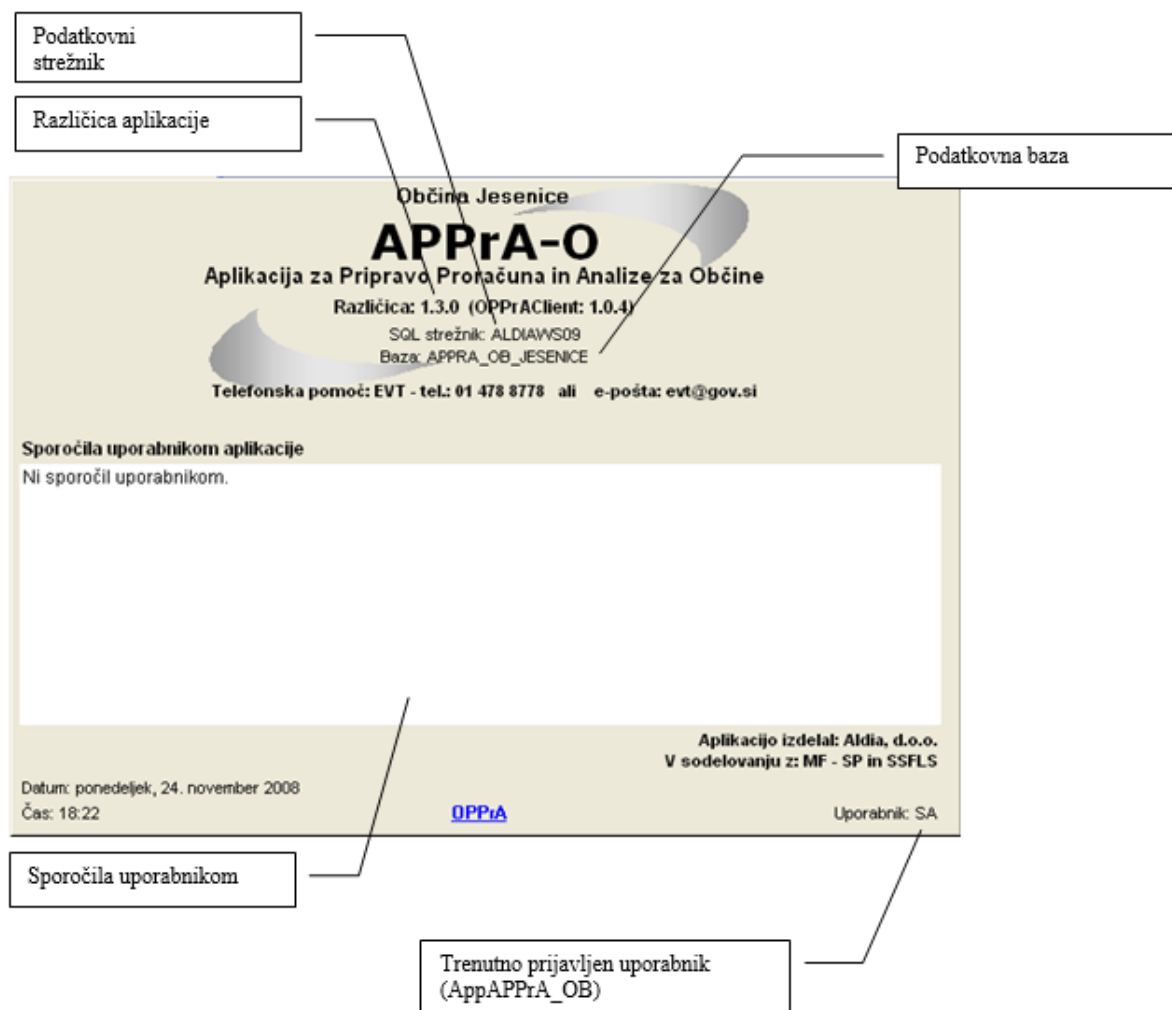 Podatkovni
strežnik
Različica aplikacije
Podatkovna baza
Občina Jesenice
APPrA-O
Aplikacija za Pripravo Proračuna in Analize za Občine
Različica: 1.3.0 (OPPrAClient: 1.0.4)
SQL strežnik: ALDIAWS09
Baza: APPRA_OB_JESENICE
Telefonska pomoč: EVT - tel.: 01 478 8778 ali e-pošta: evt@gov.si
Sporočila uporabnikom aplikacije
Ni sporočil uporabnikom.
Aplikacijo izdelal: Aldia, d.o.o.
V sodelovanju z: MF - SP in SSFLS
Datum: ponedeljek, 24. november 2008
Čas: 18:22
OPPrA
Uporabnik: SA
Sporočila uporabnikom
Trenutno prijavljen uporabnik
(AppAPPrA_OB)